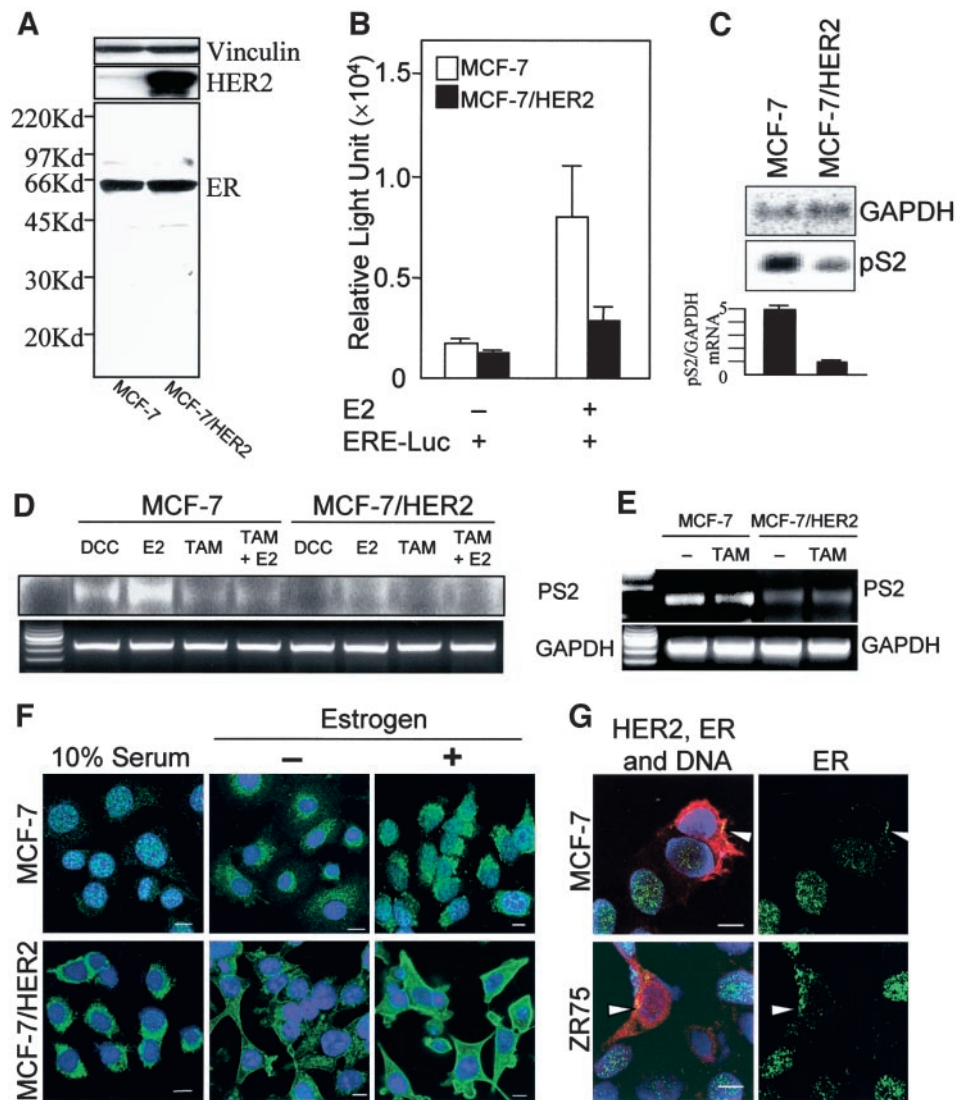 A
Vinculin
HER2
220Kd
97Kd
66Kd
ER
45Kd
30Kd
20Kd
MCF-7
MCF-7/HER2
B
Relative Light Unit (×10⁴)
1.5
1.0
0.5
0
MCF-7
MCF-7/HER2
E2 – +
ERE-Luc + +
C
MCF-7
MCF-7/HER2
GAPDH
pS2
pS2/GAPDH
mRNA
5
0
D
MCF-7 MCF-7/HER2
DCC E2 TAM TAM + E2 DCC E2 TAM TAM + E2
PS2
GAPDH
E
MCF-7 MCF-7/HER2
– TAM – TAM
PS2
GAPDH
F
Estrogen
10% Serum – +
MCF-7
MCF-7/HER2
G
HER2, ER
and DNA
ER
MCF-7
ZR75